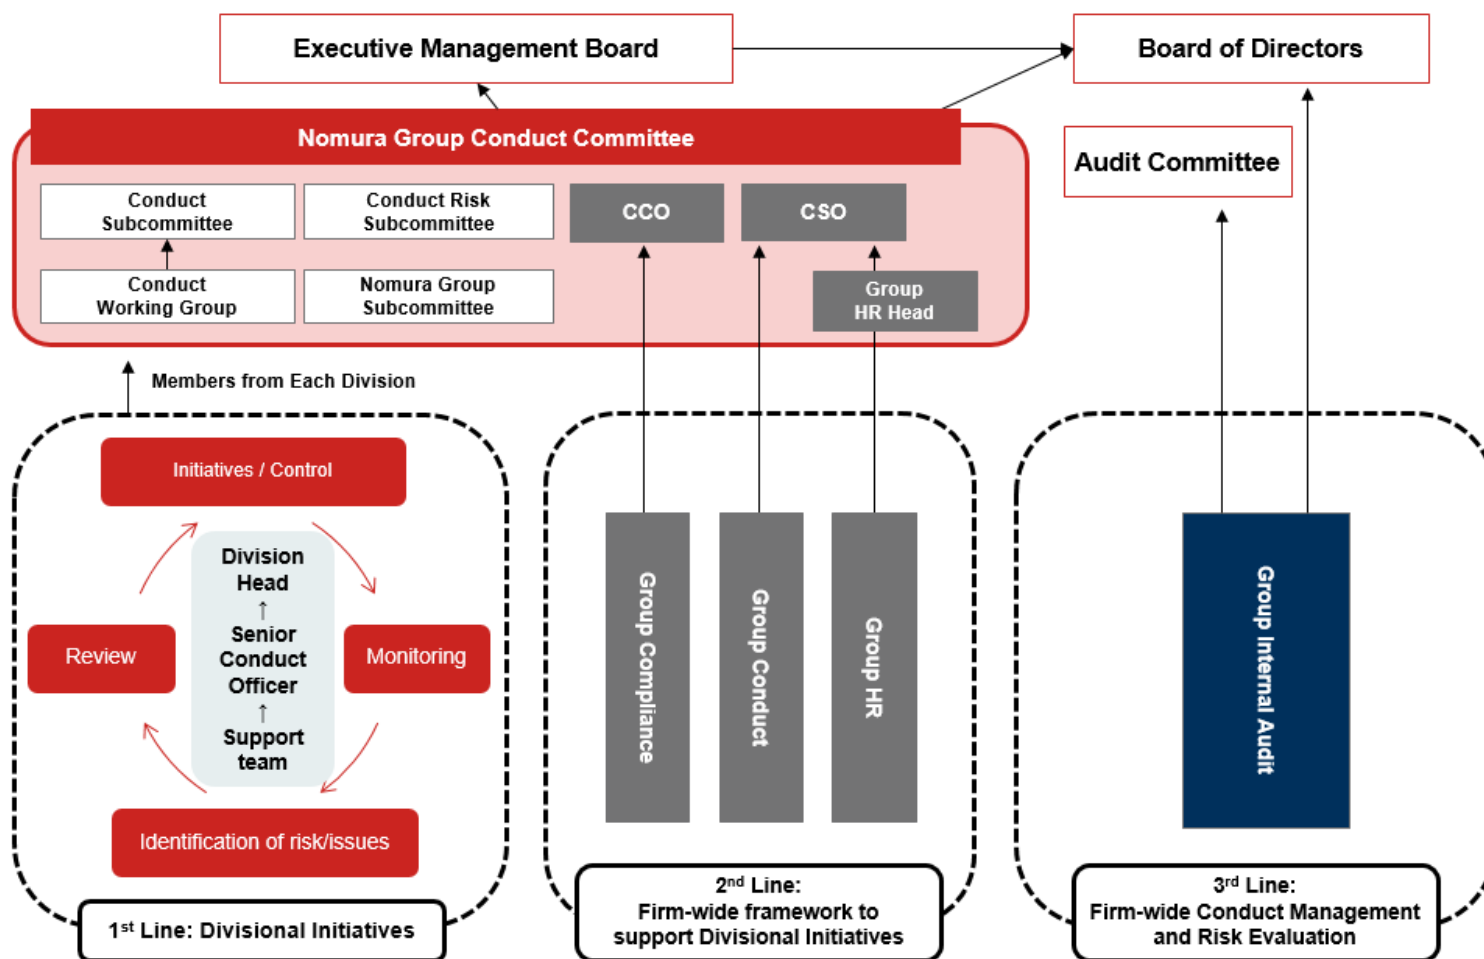 Executive Management Board
Board of Directors
Nomura Group Conduct Committee
Audit Committee
Conduct
Subcommittee
Conduct Risk
Subcommittee
CCO
CSO
Conduct
Working Group
Nomura Group
Subcommittee
Group
HR Head
Members from Each Division
Initiatives / Control
Division
Head
↑
Senior
Conduct
Officer
↑
Support
team
Review
Monitoring
Identification of risk/issues
1st Line: Divisional Initiatives
Group Compliance
Group Conduct
Group HR
2nd Line:
Firm-wide framework to
support Divisional Initiatives
Group Internal Audit
3rd Line:
Firm-wide Conduct Management
and Risk Evaluation